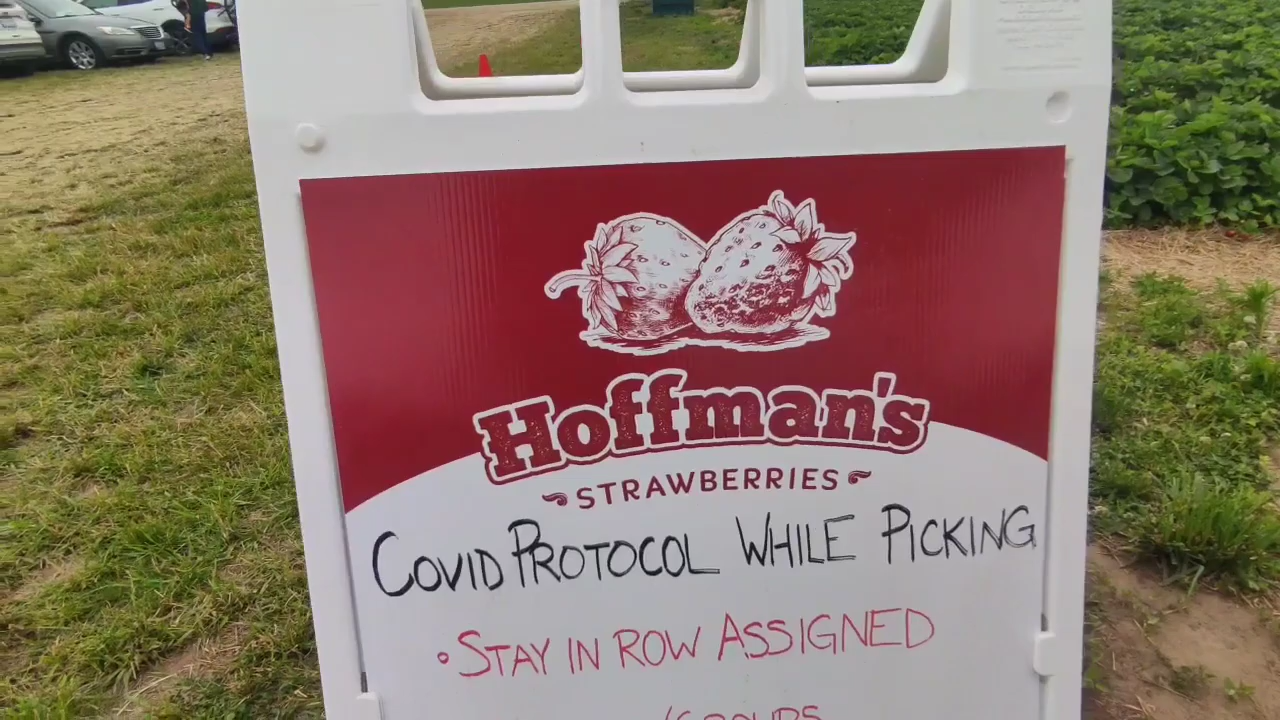 Hoffman's
STRAWBERRIES
COVID PROTOCOL WHILE PICKING
• STAY IN ROW ASSIGNED